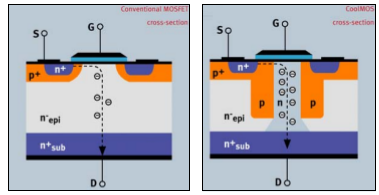 Conventional MOSFET
cross-section
S
G
n+
p+
n-epi
n+sub
D
CoolMOS
cross-section
S
G
p
n
p
n-epi
n+sub
D